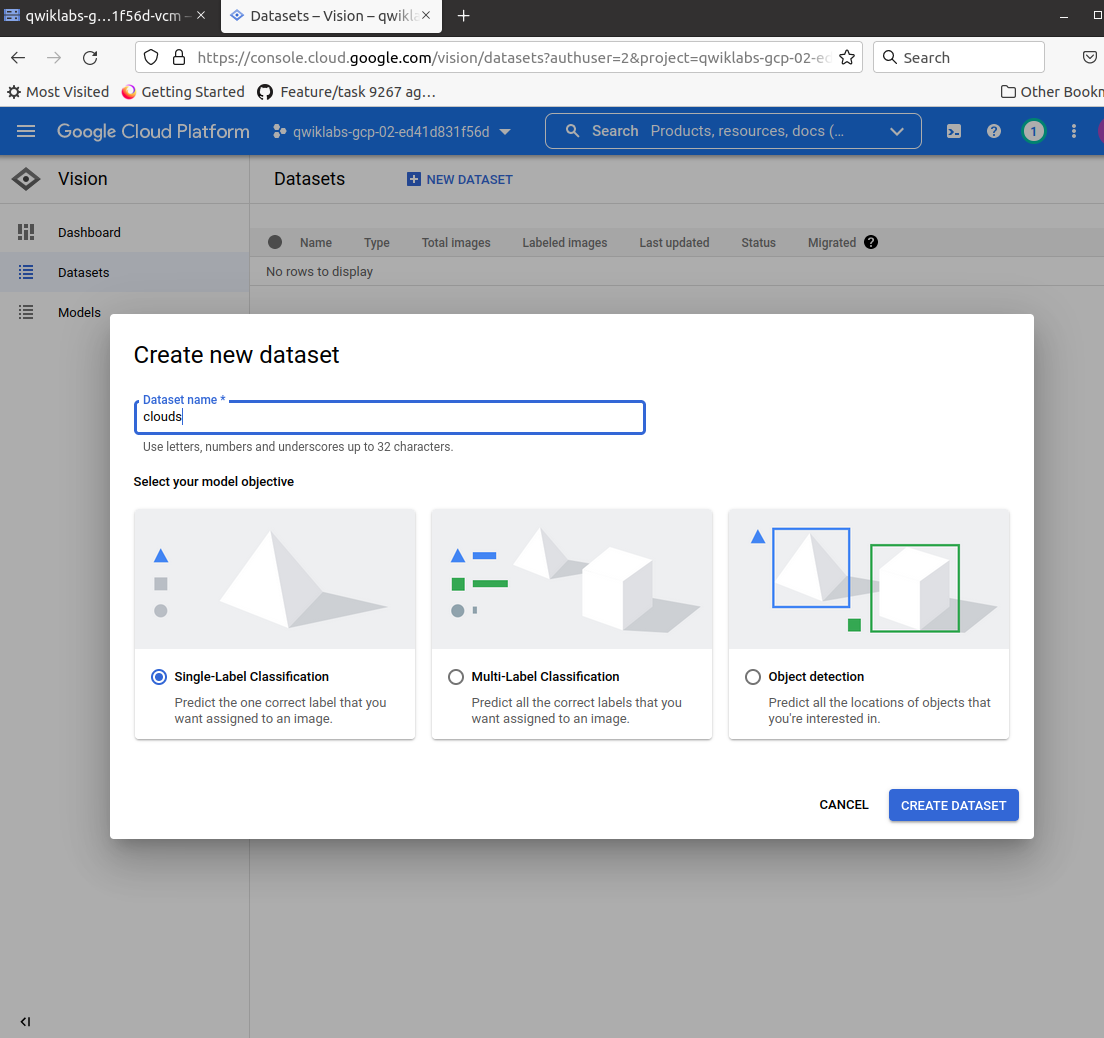 qwiklabs-g…1f56d-vcm –
Datasets – Vision – qwikla
https://console.cloud.google.com/vision/datasets?authuser=2&project=qwiklabs-gcp-02-ed
Search
Most Visited
Getting Started
Feature/task 9267 ag…
Other Bookm
Google Cloud Platform
qwiklabs-gcp-02-ed41d831f56d
Search Products, resources, docs (…
1
Vision
Datasets
NEW DATASET
Dashboard
Datasets
Models
Name Type Total images Labeled images Last updated Status Migrated
No rows to display
Create new dataset
Dataset name *
clouds
Use letters, numbers and underscores up to 32 characters.
Select your model objective
Single-Label Classification
Predict the one correct label that you
want assigned to an image.
Multi-Label Classification
Predict all the correct labels that you
want assigned to an image.
Object detection
Predict all the locations of objects that
you're interested in.
CANCEL
CREATE DATASET